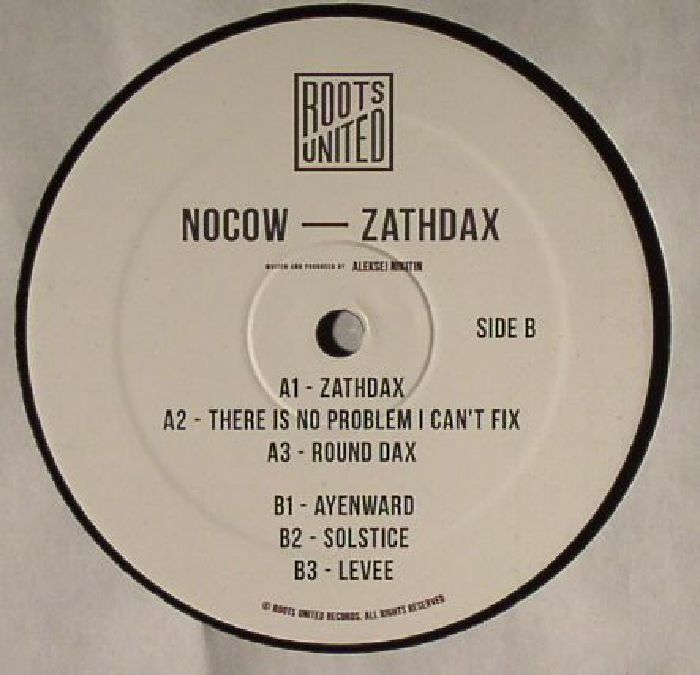 ROOTS
UNITED
NOCOW — ZATHDAX
WRITTEN AND PRODUCED BY ALEKSEI NIKITIN
SIDE B
A1 - ZATHDAX
A2 - THERE IS NO PROBLEM I CAN'T FIX
A3 - ROUND DAX
B1 - AYENWARD
B2 - SOLSTICE
B3 - LEVEE
© ROOTS UNITED RECORDS. ALL RIGHTS RESERVED